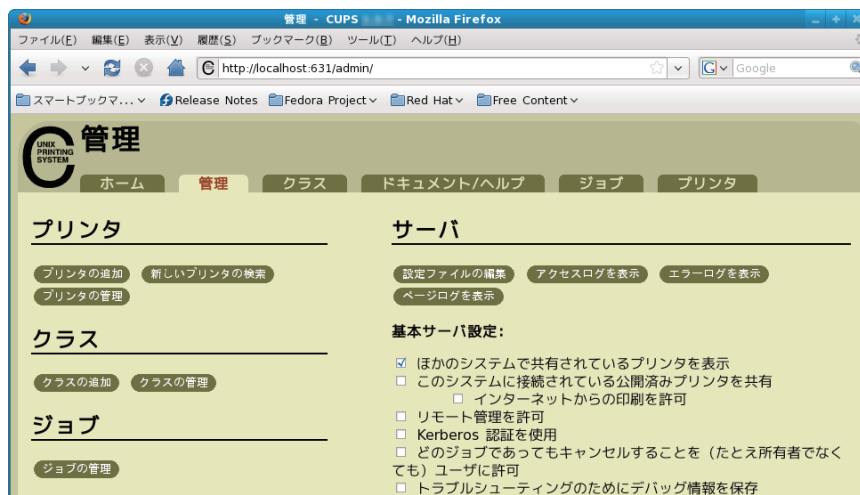 管理 - CUPS - Mozilla Firefox
ファイル(F) 編集(E) 表示(V) 履歴(S) ブックマーク(B) ツール(T) ヘルプ(H)
http://localhost:631/admin/
Google
スマートブックマ... Release Notes Fedora Project Red Hat Free Content
UNIX
PRINTING
SYSTEM
管理
ホーム 管理 クラス ドキュメント/ヘルプ ジョブ プリンタ
プリンタ
プリンタの追加 新しいプリンタの検索
プリンタの管理
クラス
クラスの追加 クラスの管理
ジョブ
ジョブの管理
サーバ
設定ファイルの編集 アクセスログを表示 エラーログを表示
ページログを表示
基本サーバ設定:
ほかのシステムで共有されているプリンタを表示
このシステムに接続されている公開済みプリンタを共有
インターネットからの印刷を許可
リモート管理を許可
Kerberos 認証を使用
どのジョブであってもキャンセルすることを（たとえ所有者でなく
ても）ユーザに許可
トラブルシューティングのためにデバッグ情報を保存